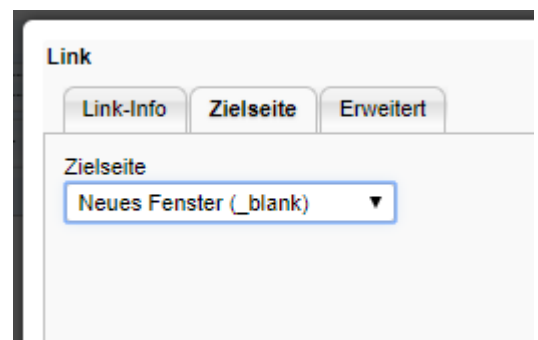 Link
Link-Info Zielseite Erweitert
Zielseite
Neues Fenster (_blank)